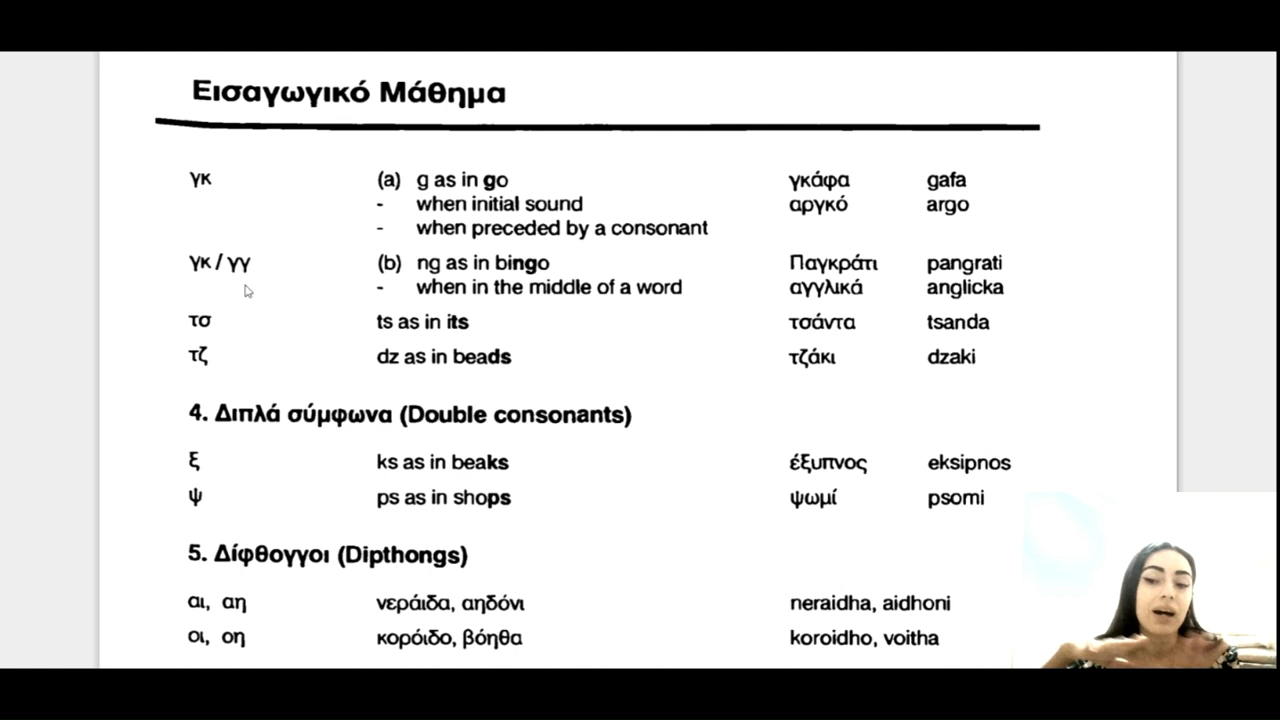 Εισαγωγικό Μάθημα
γκ (a) g as in go γκάφα gafa
- when initial sound αργκό argo
- when preceded by a consonant
γκ / γγ (b) ng as in bingo Παγκράτι pangrati
- when in the middle of a word αγγλικά anglicka
τσ ts as in its τσάντα tsanda
τζ dz as in beads τζάκι dzaki
4. Διπλά σύμφωνα (Double consonants)
ξ ks as in beaks έξυπνος eksipnos
ψ ps as in shops ψωμί psomi
5. Δίφθογγοι (Dipthongs)
αι, αη νεράιδα, αηδόνι neraidha, aidhoni
οι, οη κορόιδο, βόηθα koroidho, voitha